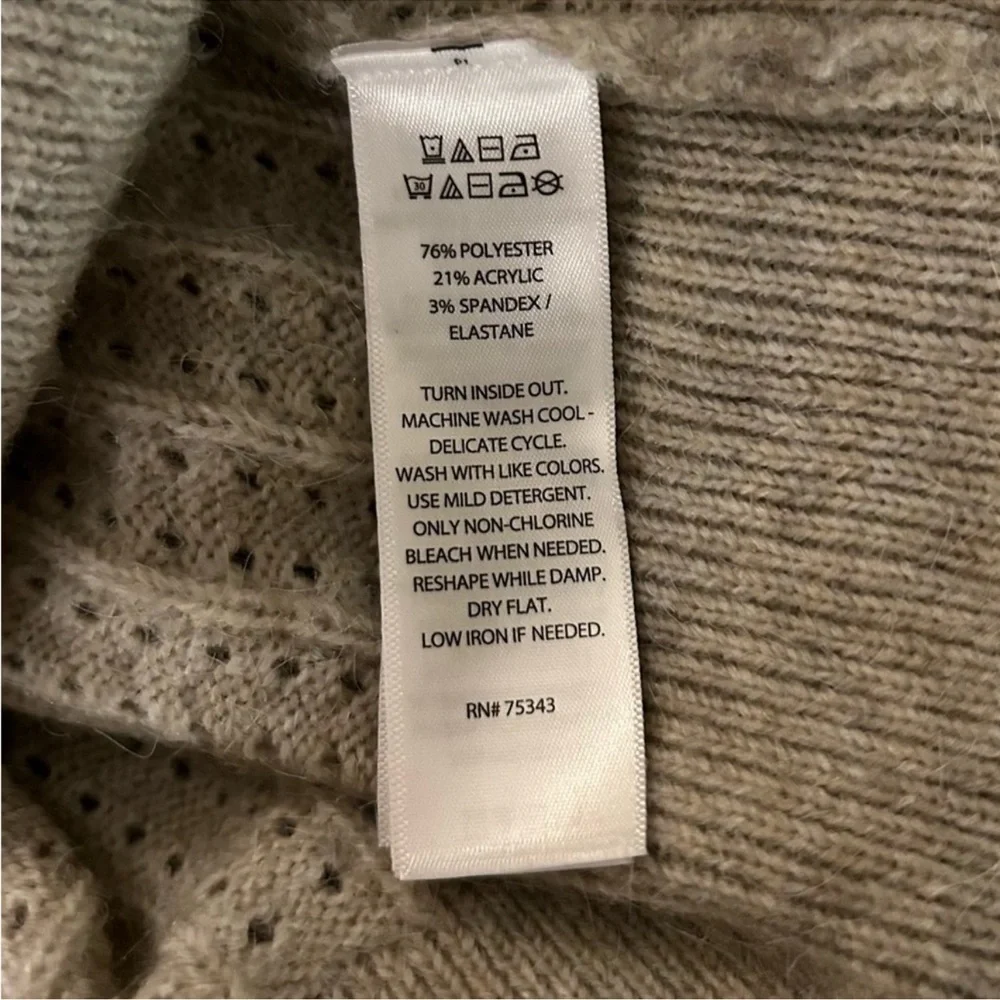 30
76% POLYESTER
21% ACRYLIC
3% SPANDEX /
ELASTANE
TURN INSIDE OUT.
MACHINE WASH COOL -
DELICATE CYCLE.
WASH WITH LIKE COLORS.
USE MILD DETERGENT.
ONLY NON-CHLORINE
BLEACH WHEN NEEDED.
RESHAPE WHILE DAMP.
DRY FLAT.
LOW IRON IF NEEDED.
RN# 75343